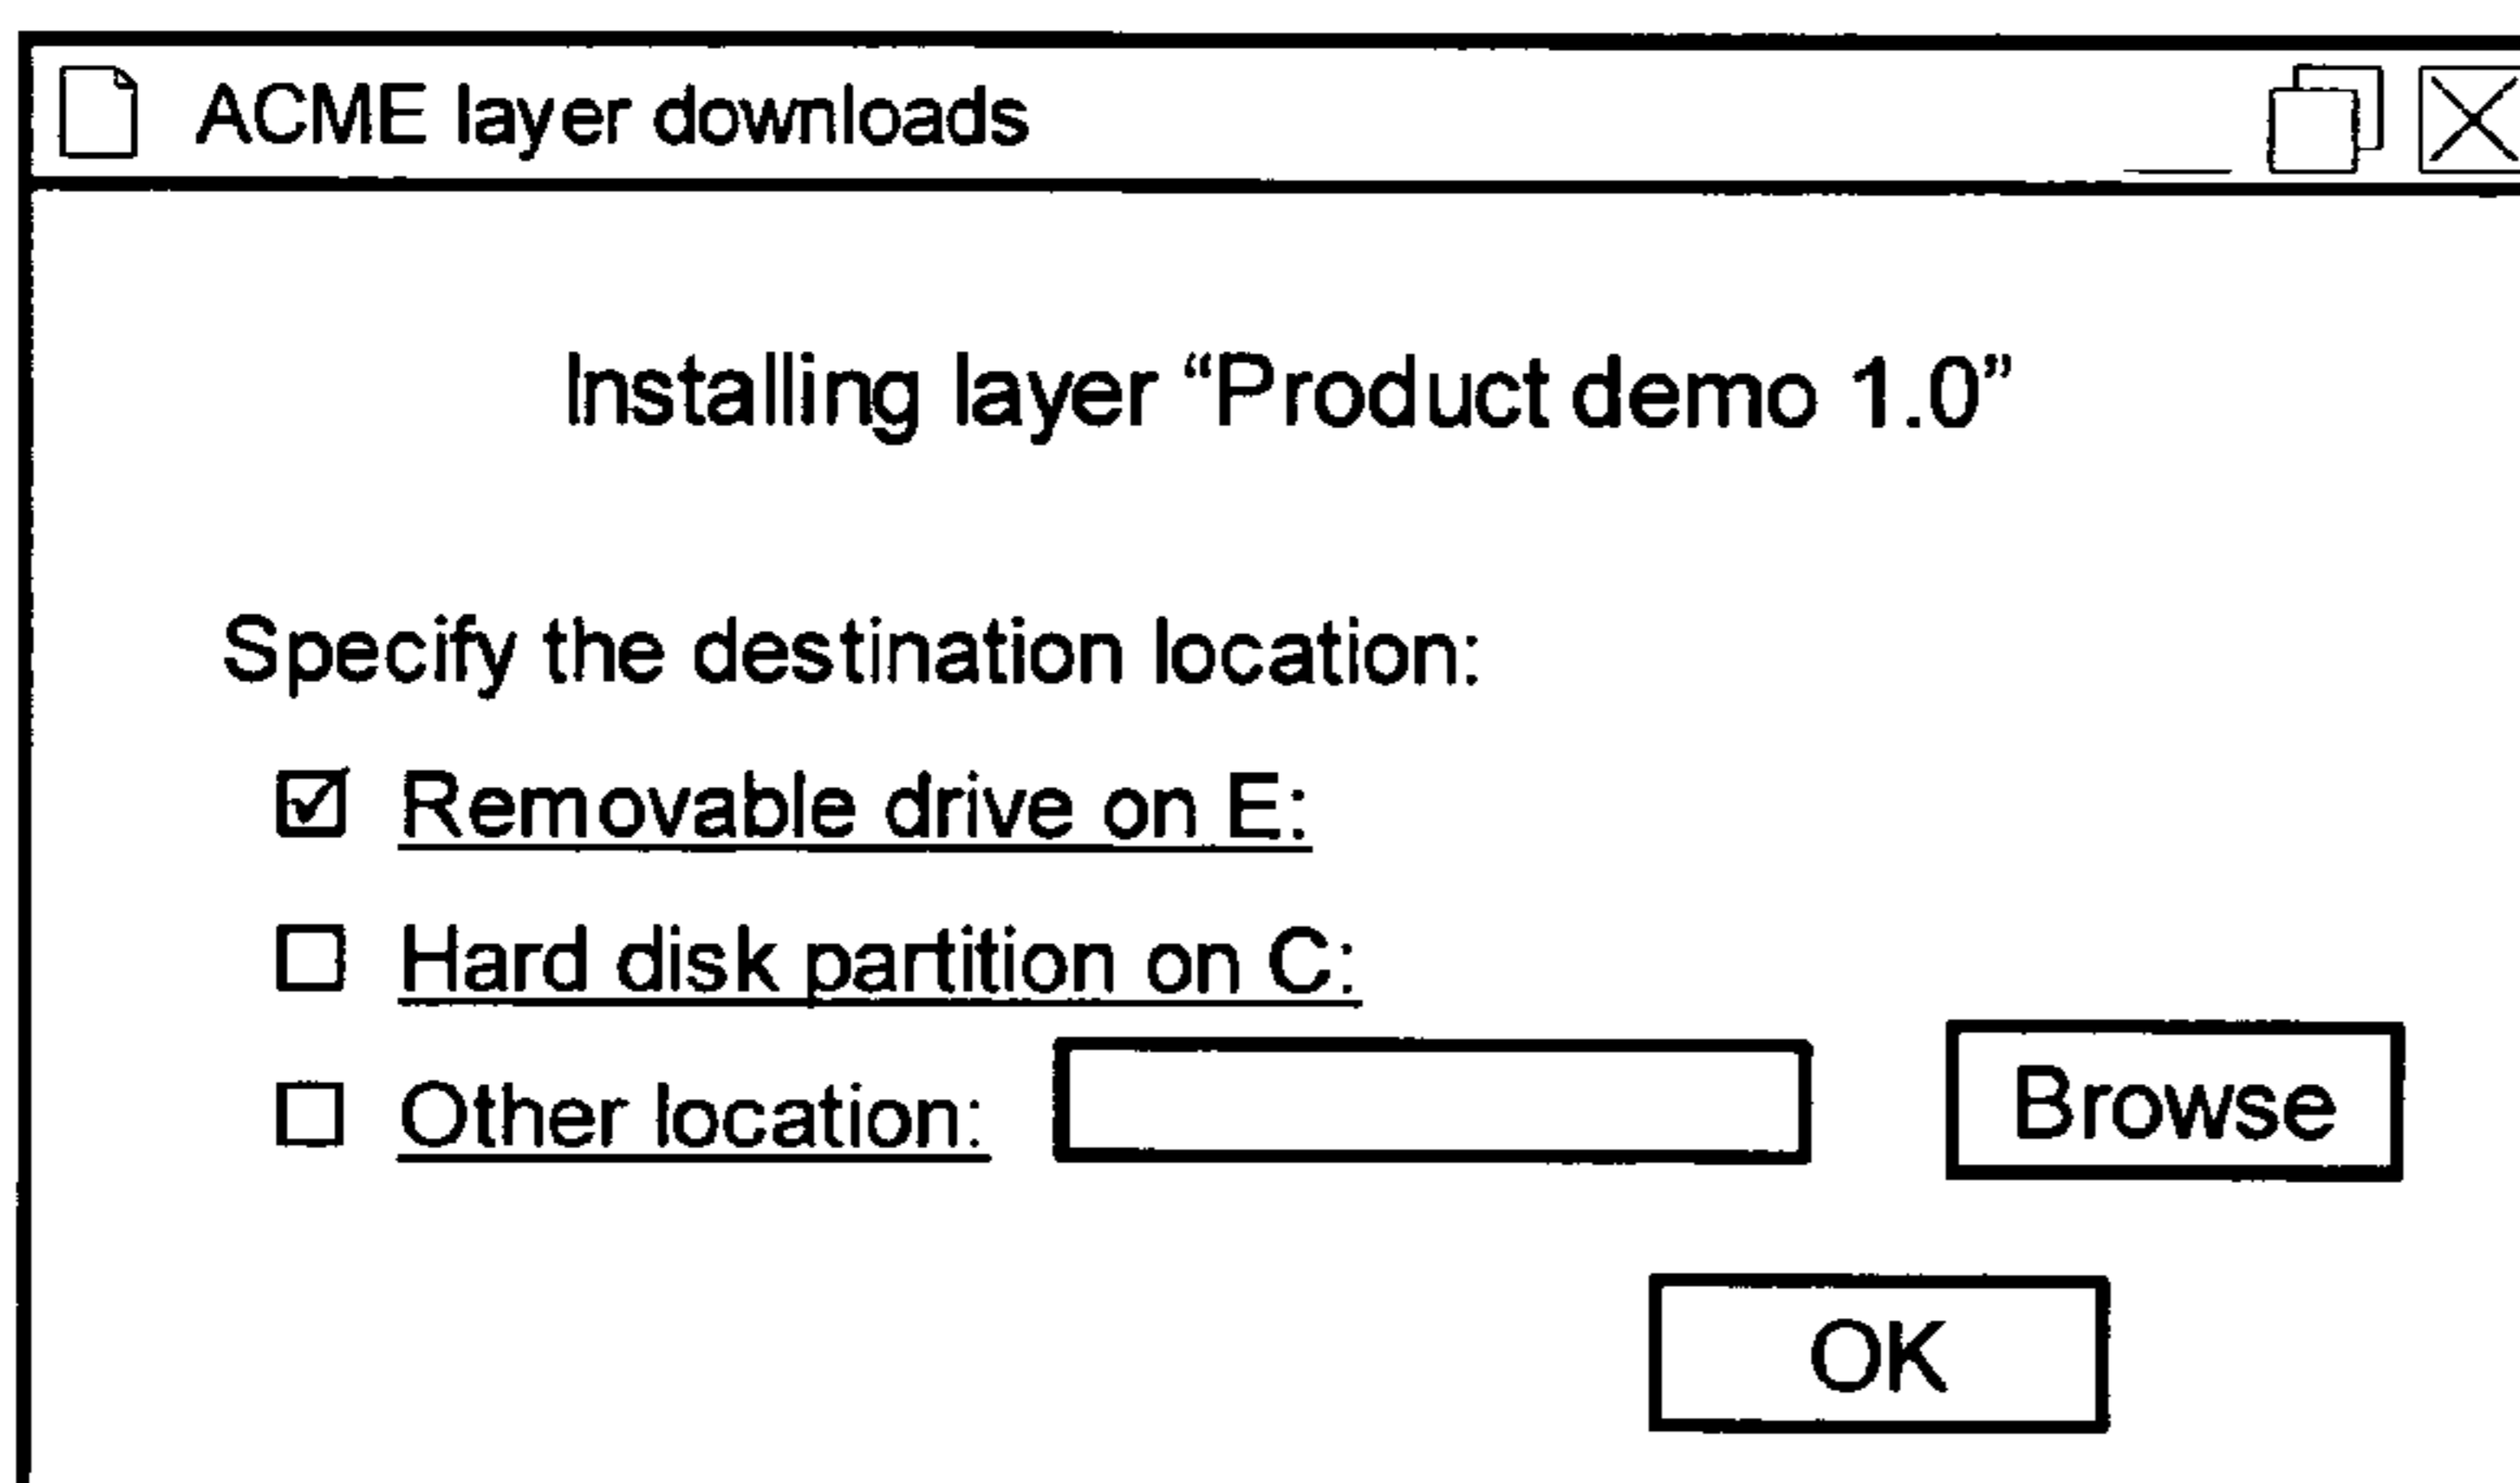 ACME layer downloads
Installing layer “Product demo 1.0”
Specify the destination location:
Removable drive on E:
Hard disk partition on C:
Other location:
Browse
OK